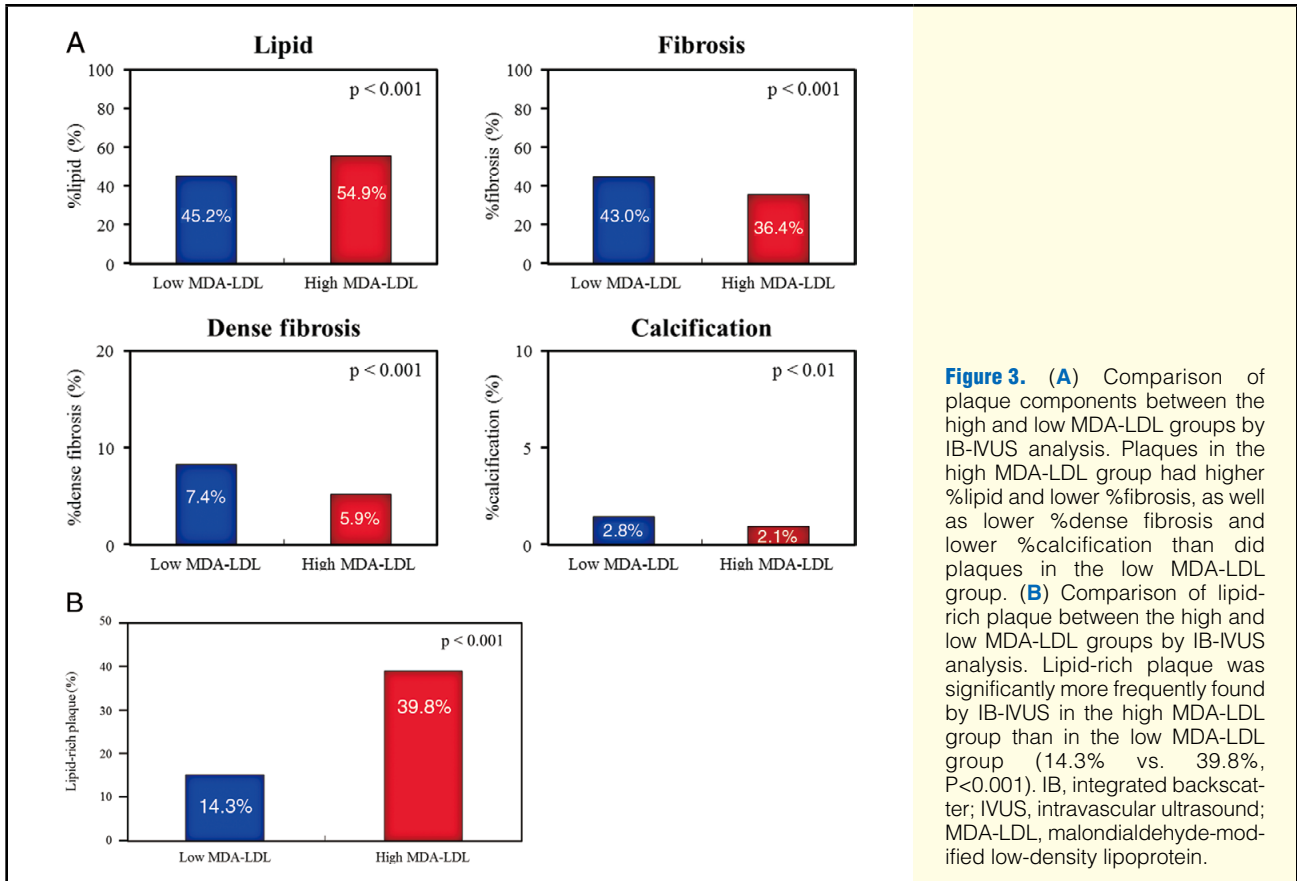 A
Lipid
p < 0.001
%lipid (%)
100
80
60
40
20
0
45.2%
54.9%
Low MDA-LDL
High MDA-LDL
Fibrosis
p < 0.001
%fibrosis (%)
100
80
60
40
20
0
43.0%
36.4%
Low MDA-LDL
High MDA-LDL
Dense fibrosis
p < 0.001
%dense fibrosis (%)
20
10
0
7.4%
5.9%
Low MDA-LDL
High MDA-LDL
Calcification
p < 0.01
%calcification (%)
10
5
0
2.8%
2.1%
Low MDA-LDL
High MDA-LDL
B
p < 0.001
Lipid-rich plaque (%)
50
40
30
20
10
0
14.3%
39.8%
Low MDA-LDL
High MDA-LDL
Figure 3. (A) Comparison of
plaque components between the
high and low MDA-LDL groups by
IB-IVUS analysis. Plaques in the
high MDA-LDL group had higher
%lipid and lower %fibrosis, as well
as lower %dense fibrosis and
lower %calcification than did
plaques in the low MDA-LDL
group. (B) Comparison of lipid-
rich plaque between the high and
low MDA-LDL groups by IB-IVUS
analysis. Lipid-rich plaque was
significantly more frequently found
by IB-IVUS in the high MDA-LDL
group than in the low MDA-LDL
group (14.3% vs. 39.8%,
P<0.001). IB, integrated backscat-
ter; IVUS, intravascular ultrasound;
MDA-LDL, malondialdehyde-mod-
ified low-density lipoprotein.